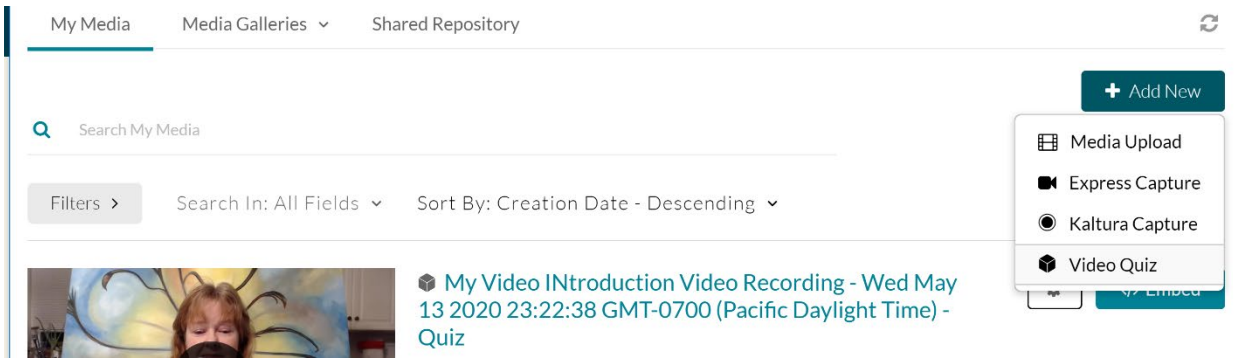 My Media Media Galleries Shared Repository
Add New
Search My Media
Media Upload
Express Capture
Filters Search In: All Fields Sort By: Creation Date - Descending
Kaltura Capture
Video Quiz
My Video INtroduction Video Recording - Wed May
</> Embed
13 2020 23:22:38 GMT-0700 (Pacific Daylight Time) -
Quiz